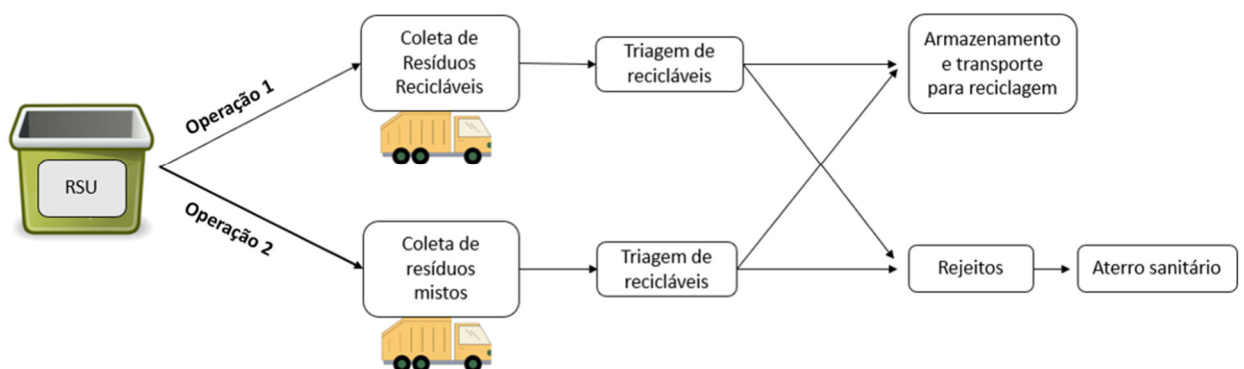 RSU
Operação 1
Operação 2
Coleta de
Resíduos
Recicláveis
Triagem de
recicláveis
Armazenamento
e transporte
para reciclagem
Coleta de
resíduos
mistos
Triagem de
recicláveis
Rejeitos
Aterro sanitário